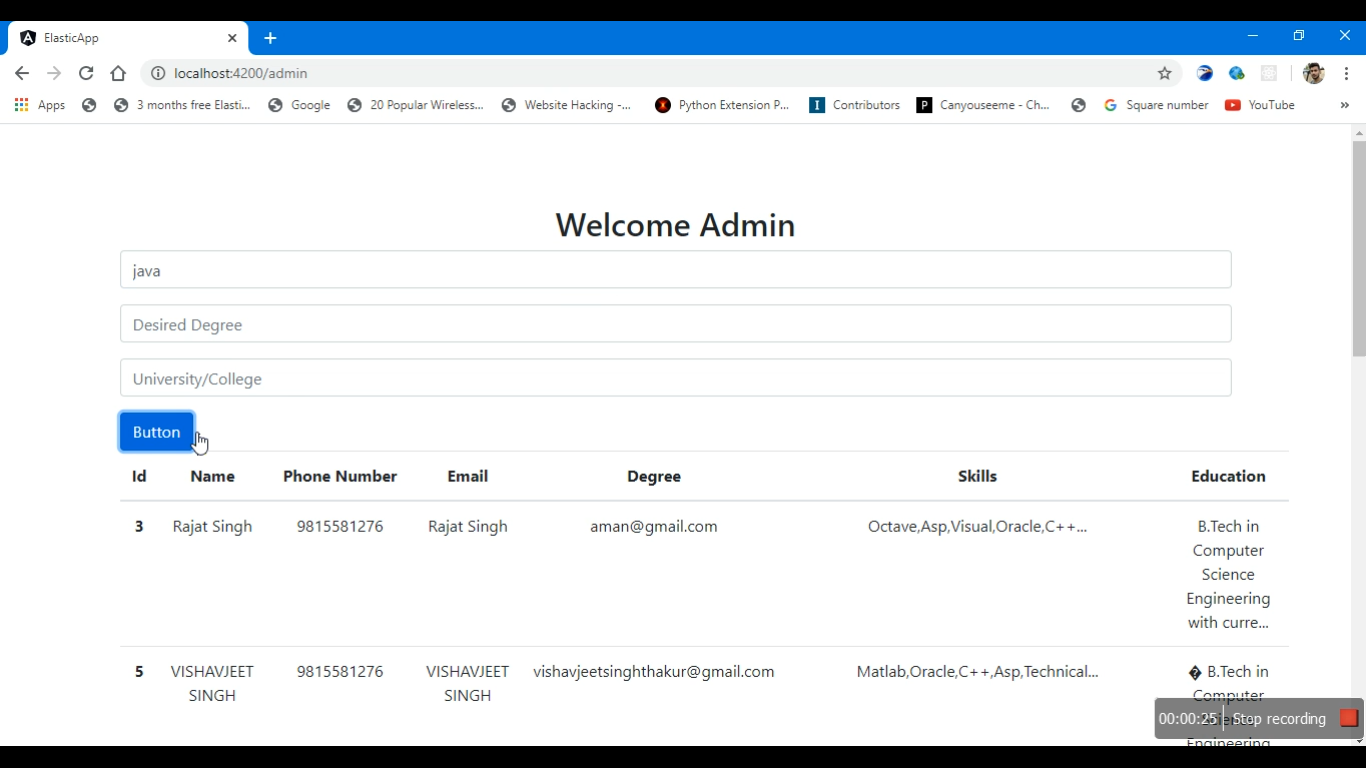 ElasticApp
localhost:4200/admin
Apps 3 months free Elasti... Google 20 Popular Wireless... Website Hacking -... Python Extension P... Contributors Canyouseeme - Ch... Square number YouTube »
Welcome Admin
java
Desired Degree
University/College
Button
Id Name Phone Number Email Degree Skills Education
3 Rajat Singh 9815581276 Rajat Singh aman@gmail.com Octave,Asp,Visual,Oracle,C++... B.Tech in
Computer
Science
Engineering
with curre...
5 VISHAVJEET 9815581276 VISHAVJEET vishavjeetsinghthakur@gmail.com Matlab,Oracle,C++,Asp,Technical... � B.Tech in
SINGH SINGH Computer
00:00:25 Stop recording
Engineering